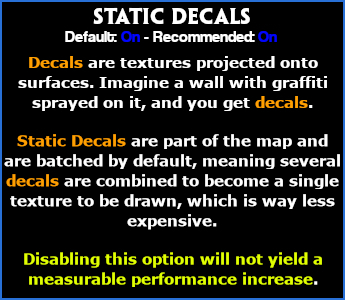 STATIC DECALS
Default: On - Recommended: On
Decals are textures projected onto
surfaces. Imagine a wall with graffiti
sprayed on it, and you get decals.
Static Decals are part of the map and
are batched by default, meaning several
decals are combined to become a single
texture to be drawn, which is way less
expensive.
Disabling this option will not yield a
measurable performance increase.